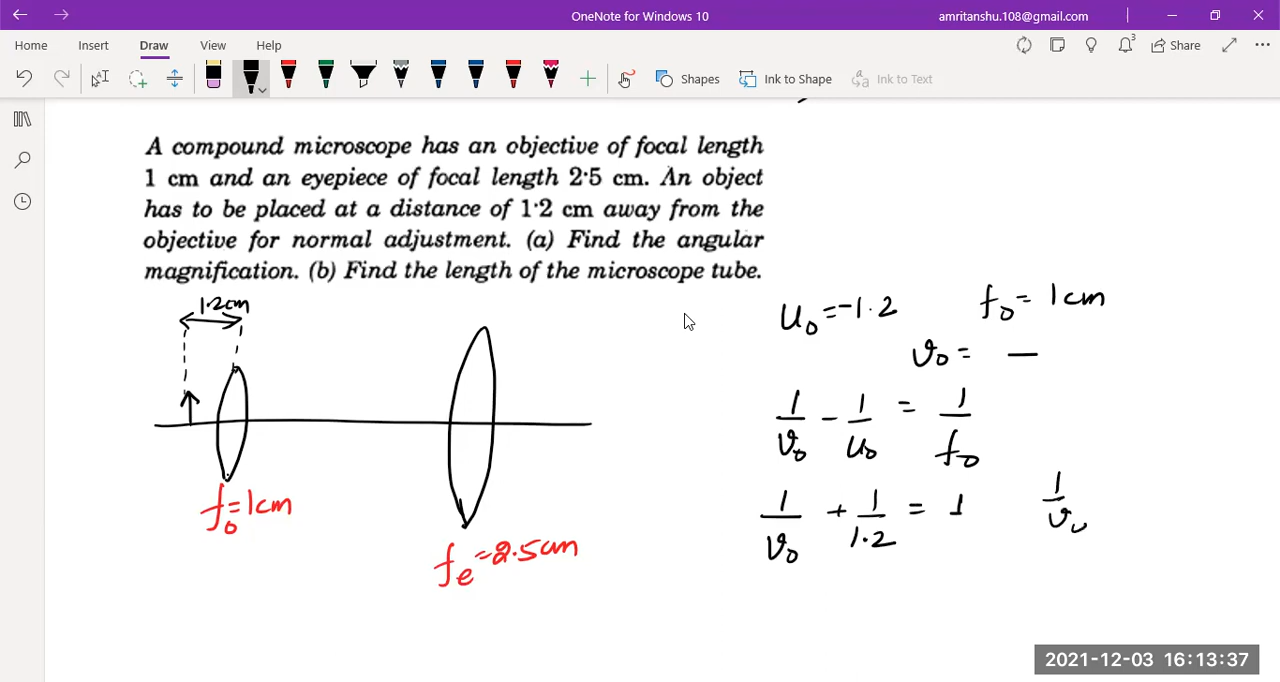 OneNote for Windows 10
amritanshu.108@gmail.com
Home Insert Draw View Help
3
Share
Shapes
Ink to Shape
Ink to Text
A compound microscope has an objective of focal length
1 cm and an eyepiece of focal length 2·5 cm. An object
has to be placed at a distance of 1·2 cm away from the
objective for normal adjustment. (a) Find the angular
magnification. (b) Find the length of the microscope tube.
1.2cm
f₀=1cm
fe=2.5cm
u₀=-1.2 f₀=1cm
v₀= —
1/v₀ - 1/u₀ = 1/f₀
1/v₀ + 1/1.2 = 1 1/v₀
2021-12-03 16:13:37